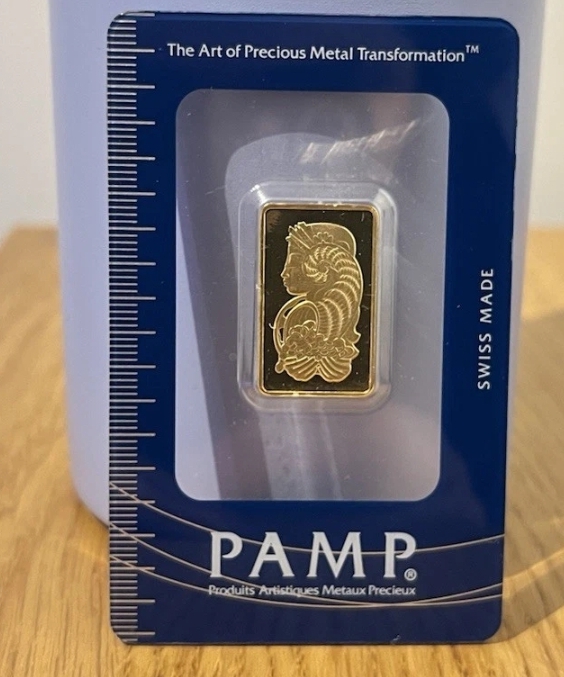 The Art of Precious Metal Transformation™
SWISS MADE
PAMP®
Produits Artistiques Metaux Precieux